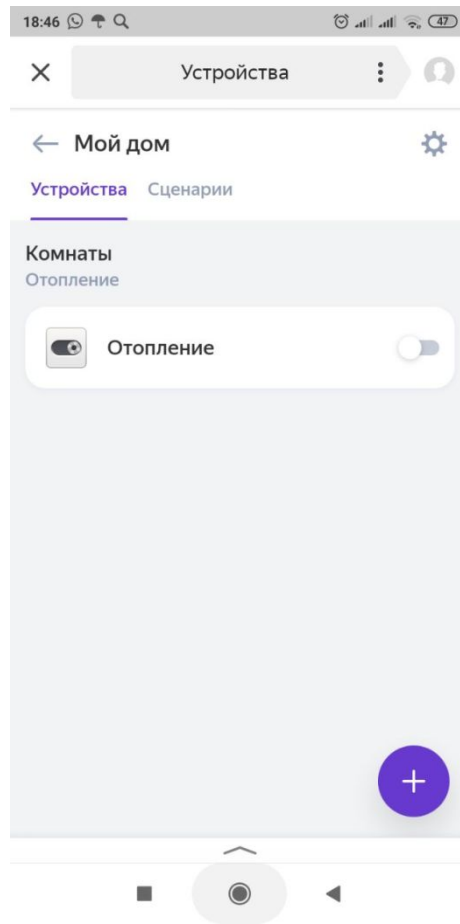 18:46 47
Устройства
Мой дом
Устройства Сценарии
Комнаты
Отопление
Отопление